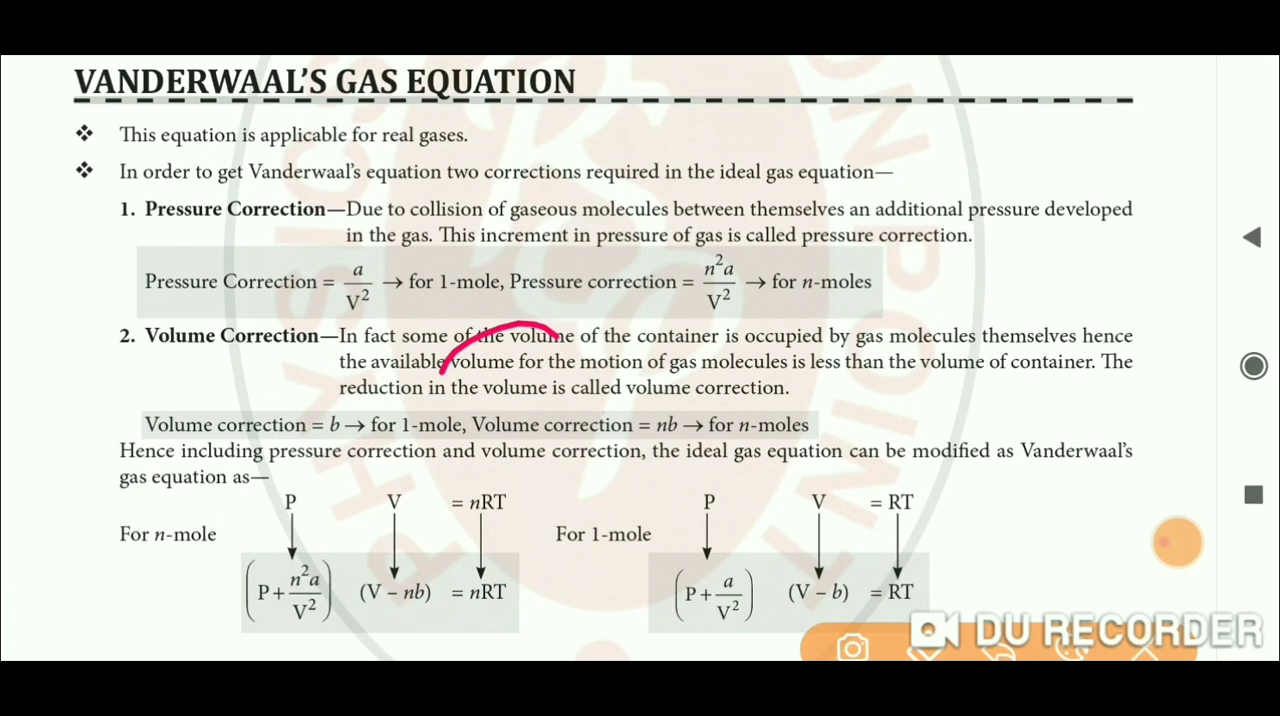 VANDERWAAL'S GAS EQUATION
❖ This equation is applicable for real gases.
❖ In order to get Vanderwaal's equation two corrections required in the ideal gas equation—
1. Pressure Correction—Due to collision of gaseous molecules between themselves an additional pressure developed
in the gas. This increment in pressure of gas is called pressure correction.
Pressure Correction = a/V² → for 1-mole, Pressure correction = n²a/V² → for n-moles
2. Volume Correction—In fact some of the volume of the container is occupied by gas molecules themselves hence
the available volume for the motion of gas molecules is less than the volume of container. The
reduction in the volume is called volume correction.
Volume correction = b → for 1-mole, Volume correction = nb → for n-moles
Hence including pressure correction and volume correction, the ideal gas equation can be modified as Vanderwaal's
gas equation as—
P V = nRT P V = RT
For n-mole For 1-mole
(P + n²a/V²) (V – nb) = nRT (P + a/V²) (V – b) = RT
DU RECORDER
PHYSICS
ON POINT